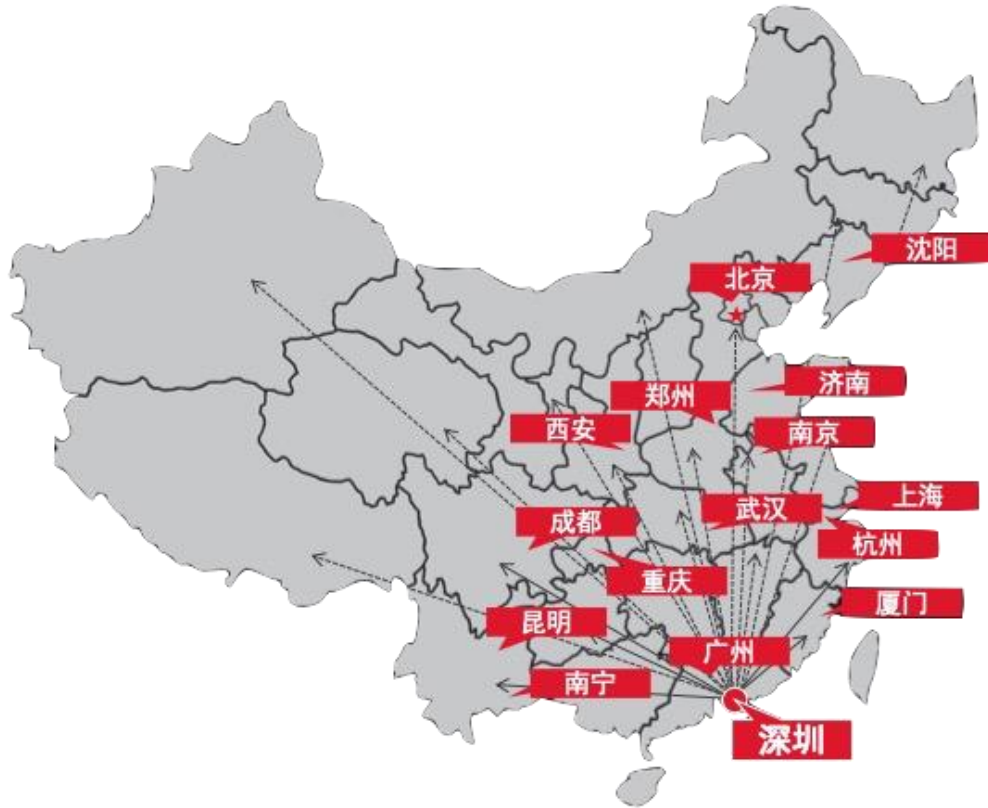 沈阳
北京
济南
郑州
西安
南京
上海
武汉
成都
杭州
重庆
厦门
昆明
广州
南宁
深圳